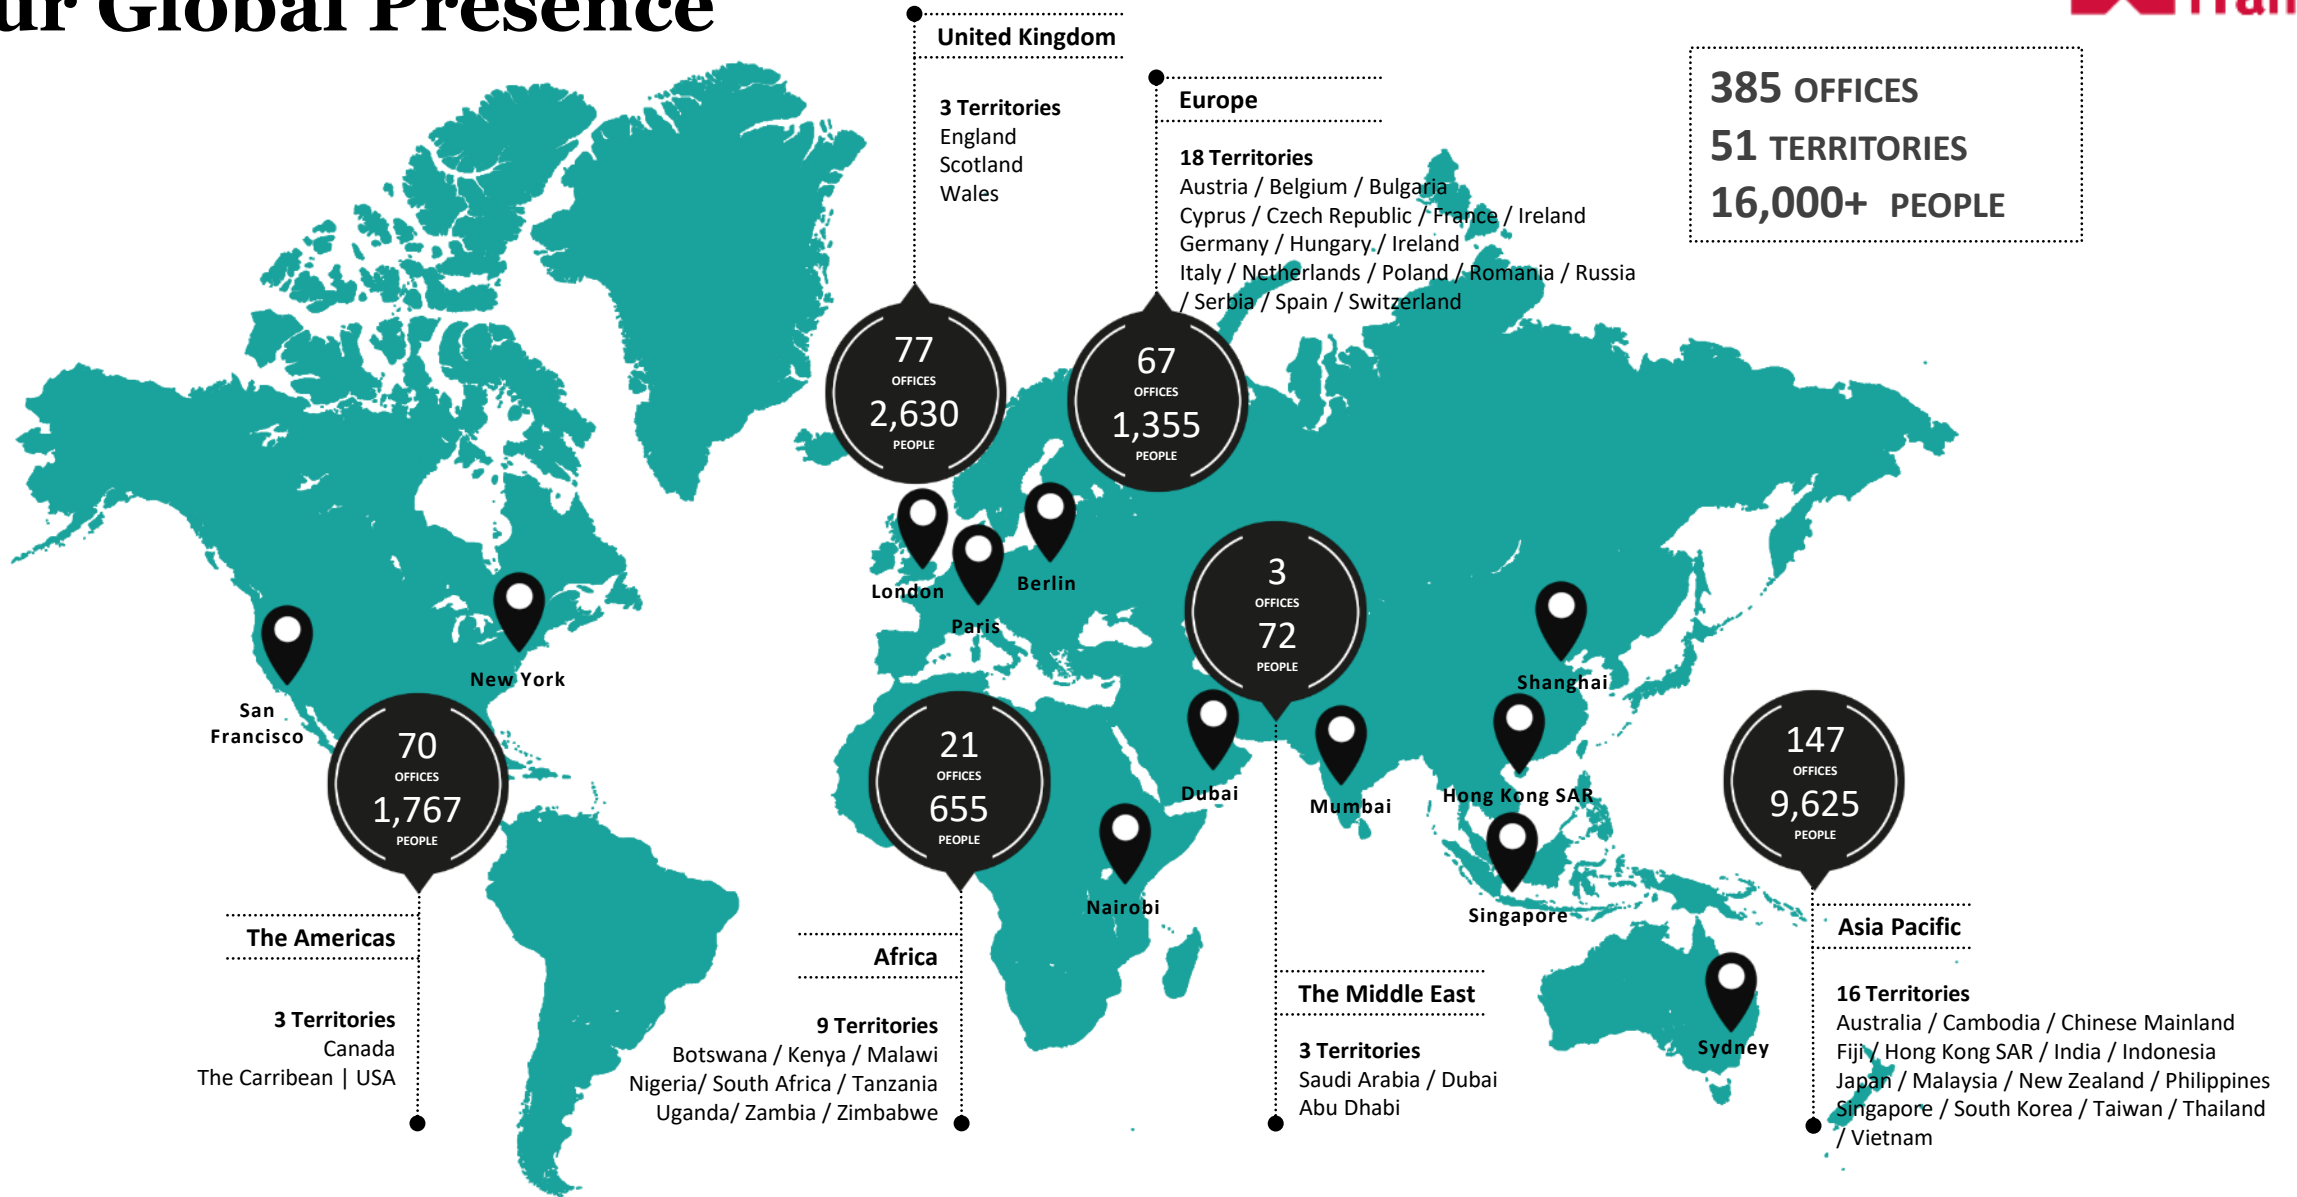 ur Global Presence
United Kingdom
3 Territories
England
Scotland
Wales
Europe
18 Territories
Austria / Belgium / Bulgaria
Cyprus / Czech Republic / France / Ireland
Germany / Hungary / Ireland
Italy / Netherlands / Poland / Romania / Russia
/ Serbia / Spain / Switzerland
385 OFFICES
51 TERRITORIES
16,000+ PEOPLE
77
OFFICES
2,630
PEOPLE
67
OFFICES
1,355
PEOPLE
London
Paris
Berlin
3
OFFICES
72
PEOPLE
San
Francisco
New York
Shanghai
70
OFFICES
1,767
PEOPLE
21
OFFICES
655
PEOPLE
Dubai
Mumbai
Hong Kong SAR
147
OFFICES
9,625
PEOPLE
Nairobi
Singapore
Sydney
The Americas
3 Territories
Canada
The Carribean | USA
Africa
9 Territories
Botswana / Kenya / Malawi
Nigeria/ South Africa / Tanzania
Uganda/ Zambia / Zimbabwe
The Middle East
3 Territories
Saudi Arabia / Dubai
Abu Dhabi
Asia Pacific
16 Territories
Australia / Cambodia / Chinese Mainland
Fiji / Hong Kong SAR / India / Indonesia
Japan / Malaysia / New Zealand / Philippines
Singapore / South Korea / Taiwan / Thailand
/ Vietnam